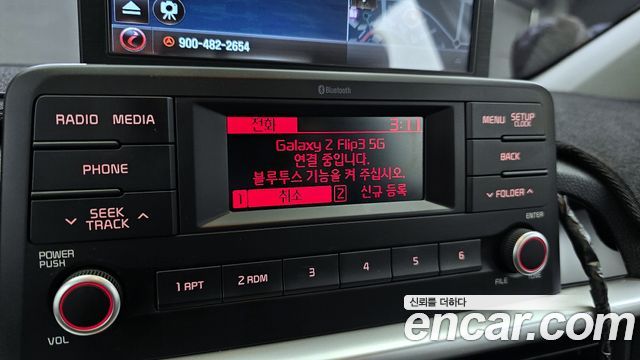 900-482-2654
Bluetooth
RADIO MEDIA
PHONE
SEEK
TRACK
POWER
PUSH
VOL
전화 3:11
Galaxy Z Flip3 5G
연결 중입니다.
블루투스 기능을 켜 주십시오.
1 취소 2 신규 등록
MENU SETUP
CLOCK
BACK
FOLDER
ENTER
FILE TUNE
1 RPT 2 RDM 3 4 5 6
신뢰를 더하다
encar.com